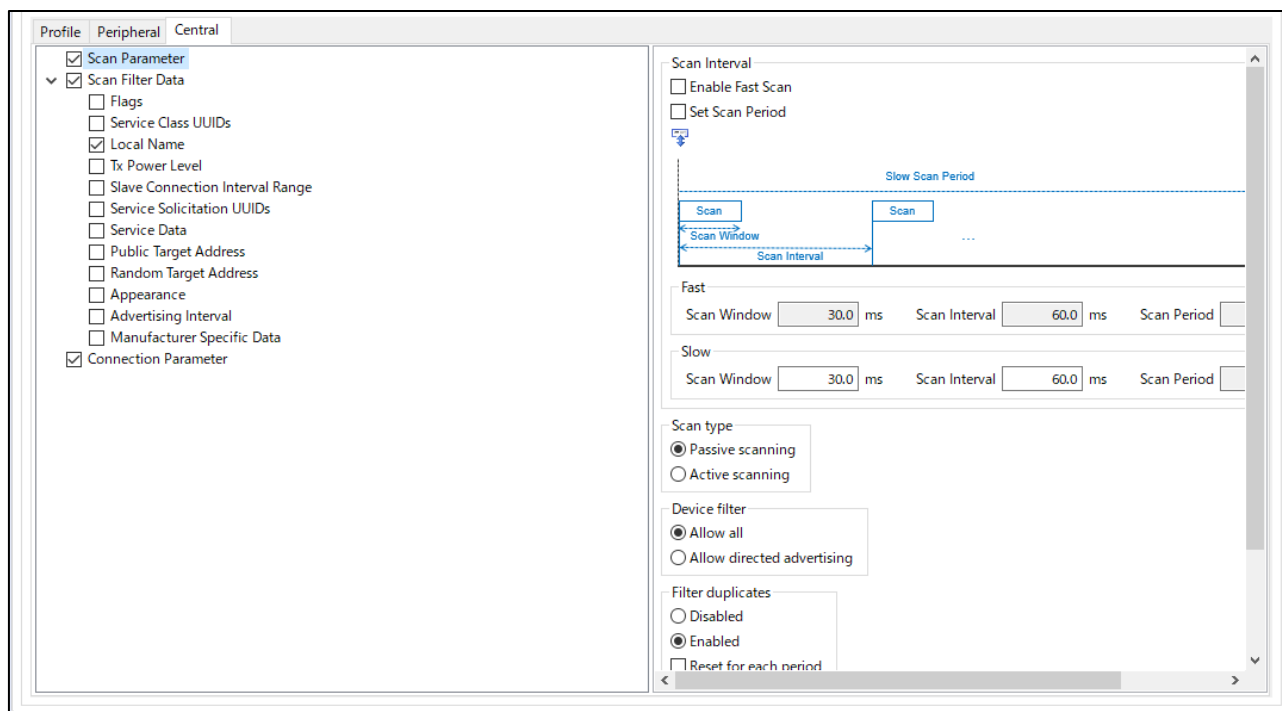 Profile Peripheral Central
Scan Parameter
Scan Filter Data
Flags
Service Class UUIDs
Local Name
Tx Power Level
Slave Connection Interval Range
Service Solicitation UUIDs
Service Data
Public Target Address
Random Target Address
Appearance
Advertising Interval
Manufacturer Specific Data
Connection Parameter
Scan Interval
Enable Fast Scan
Set Scan Period
Slow Scan Period
Scan Scan
Scan Window ...
Scan Interval
Fast
Scan Window 30.0 ms Scan Interval 60.0 ms Scan Period
Slow
Scan Window 30.0 ms Scan Interval 60.0 ms Scan Period
Scan type
Passive scanning
Active scanning
Device filter
Allow all
Allow directed advertising
Filter duplicates
Disabled
Enabled
Reset for each period